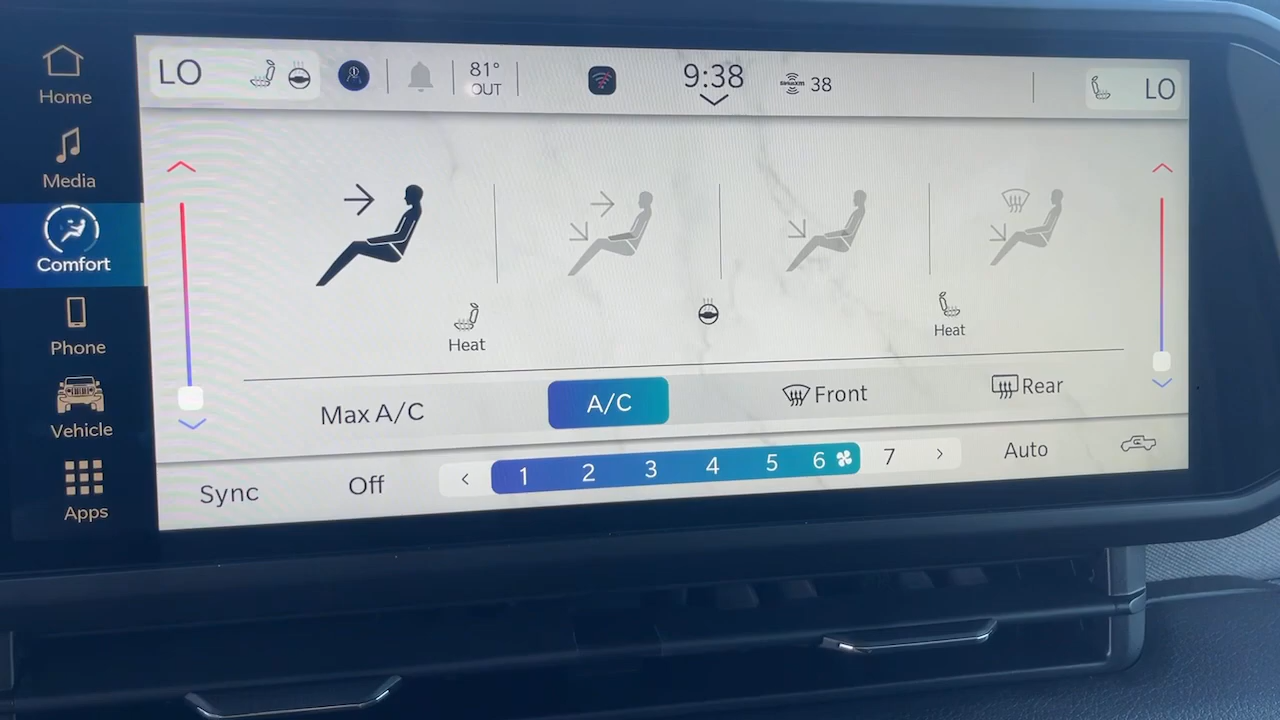 Home
Media
Comfort
Phone
Vehicle
Apps
LO
81°
OUT
9:38
38
LO
Heat
Heat
Max A/C
A/C
Front
Rear
Sync
Off
1 2 3 4 5 6 7
Auto